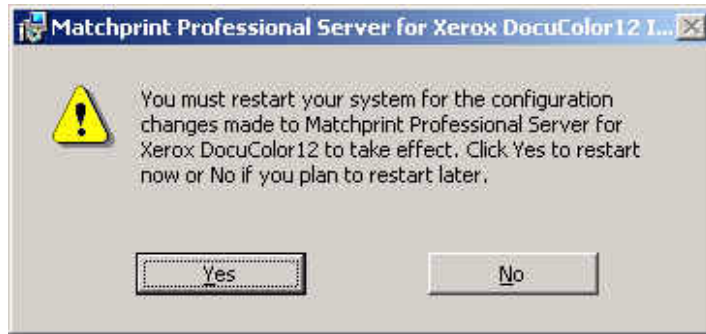 Matchprint Professional Server for Xerox DocuColor12 I...
You must restart your system for the configuration
changes made to Matchprint Professional Server for
Xerox DocuColor12 to take effect. Click Yes to restart
now or No if you plan to restart later.
Yes No